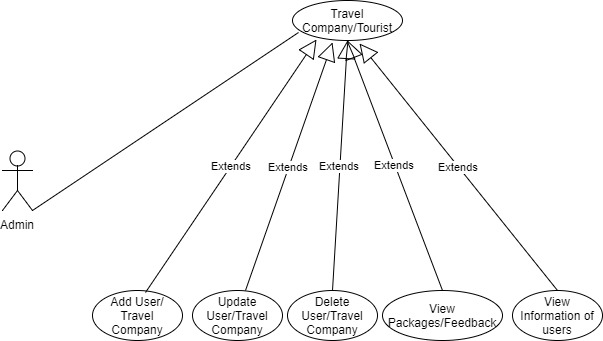 Travel
Company/Tourist
Extends
Extends
Extends
Extends
Extends
Admin
Add User/
Travel
Company
Update
User/Travel
Company
Delete
User/Travel
Company
View
Packages/Feedback
View
Information of
users